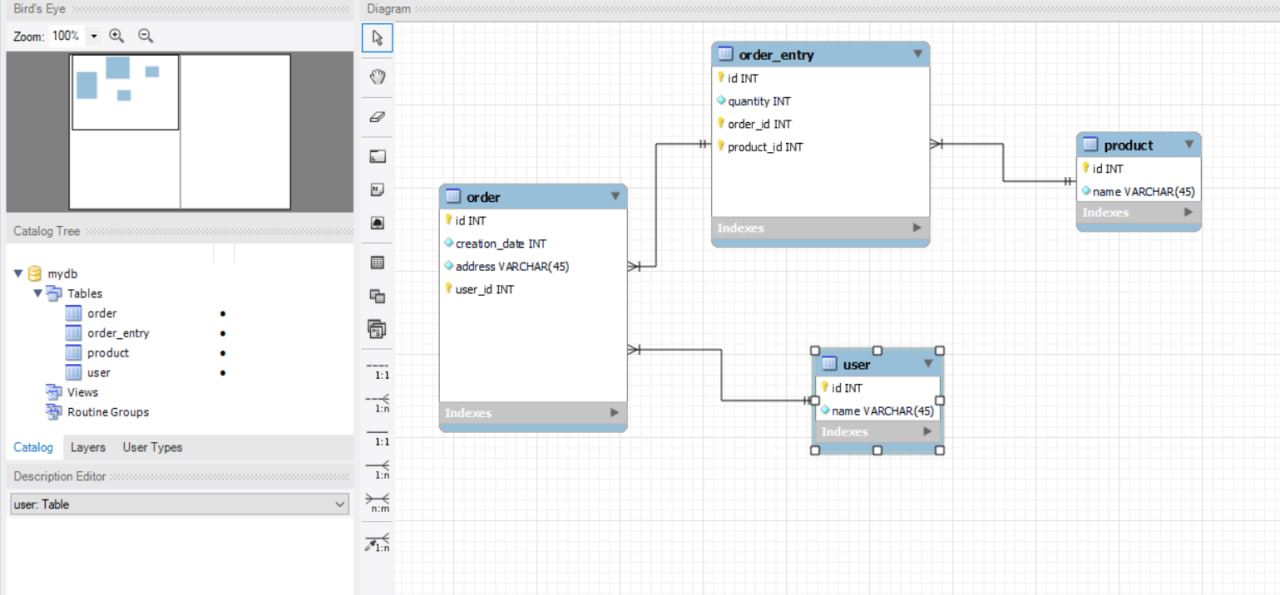 Bird's Eye
Zoom: 100%
Catalog Tree
mydb
Tables
order
order_entry
product
user
Views
Routine Groups
Catalog Layers User Types
Description Editor
user: Table
Diagram
1:1
1:n
1:1
1:n
n:m
1:n
order_entry
id INT
quantity INT
order_id INT
product_id INT
Indexes
product
id INT
name VARCHAR(45)
Indexes
order
id INT
creation_date INT
address VARCHAR(45)
user_id INT
Indexes
user
id INT
name VARCHAR(45)
Indexes